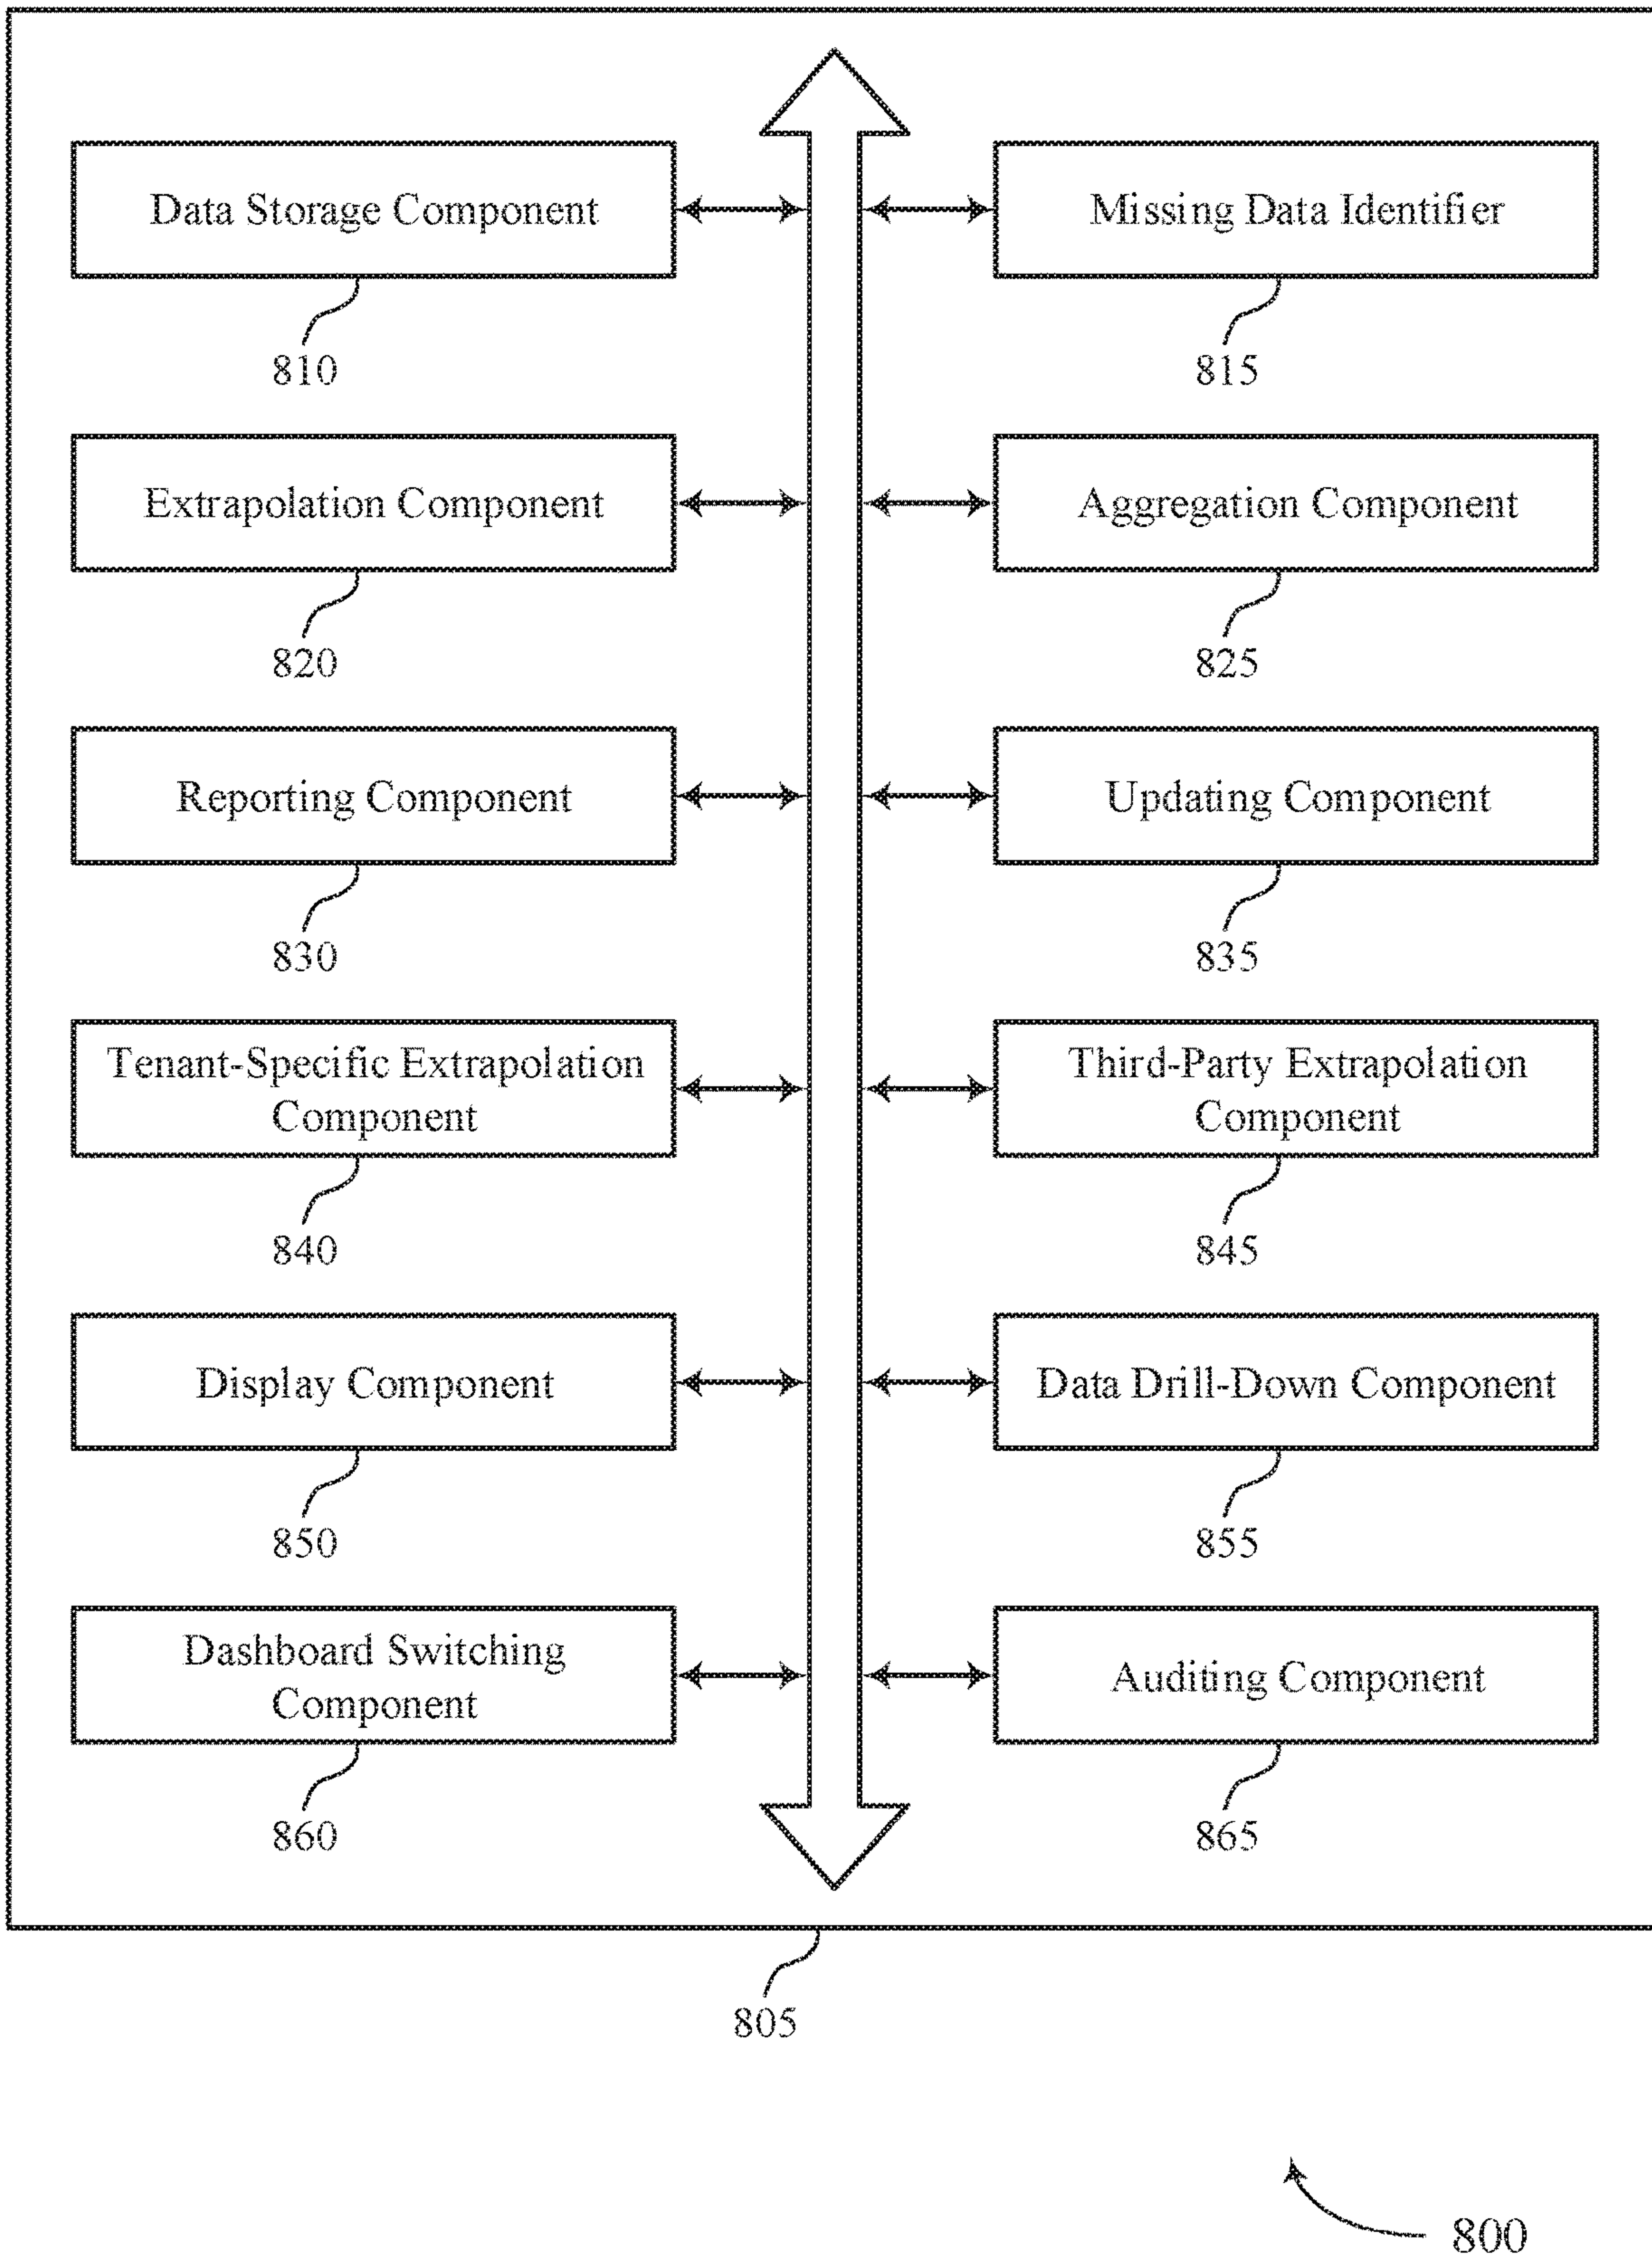 Data Storage Component
Missing Data Identifier
810
815
Extrapolation Component
Aggregation Component
820
825
Reporting Component
Updating Component
830
835
Tenant-Specific Extrapolation
Component
Third-Party Extrapolation
Component
840
845
Display Component
Data Drill-Down Component
850
855
Dashboard Switching
Component
Auditing Component
860
865
805
800